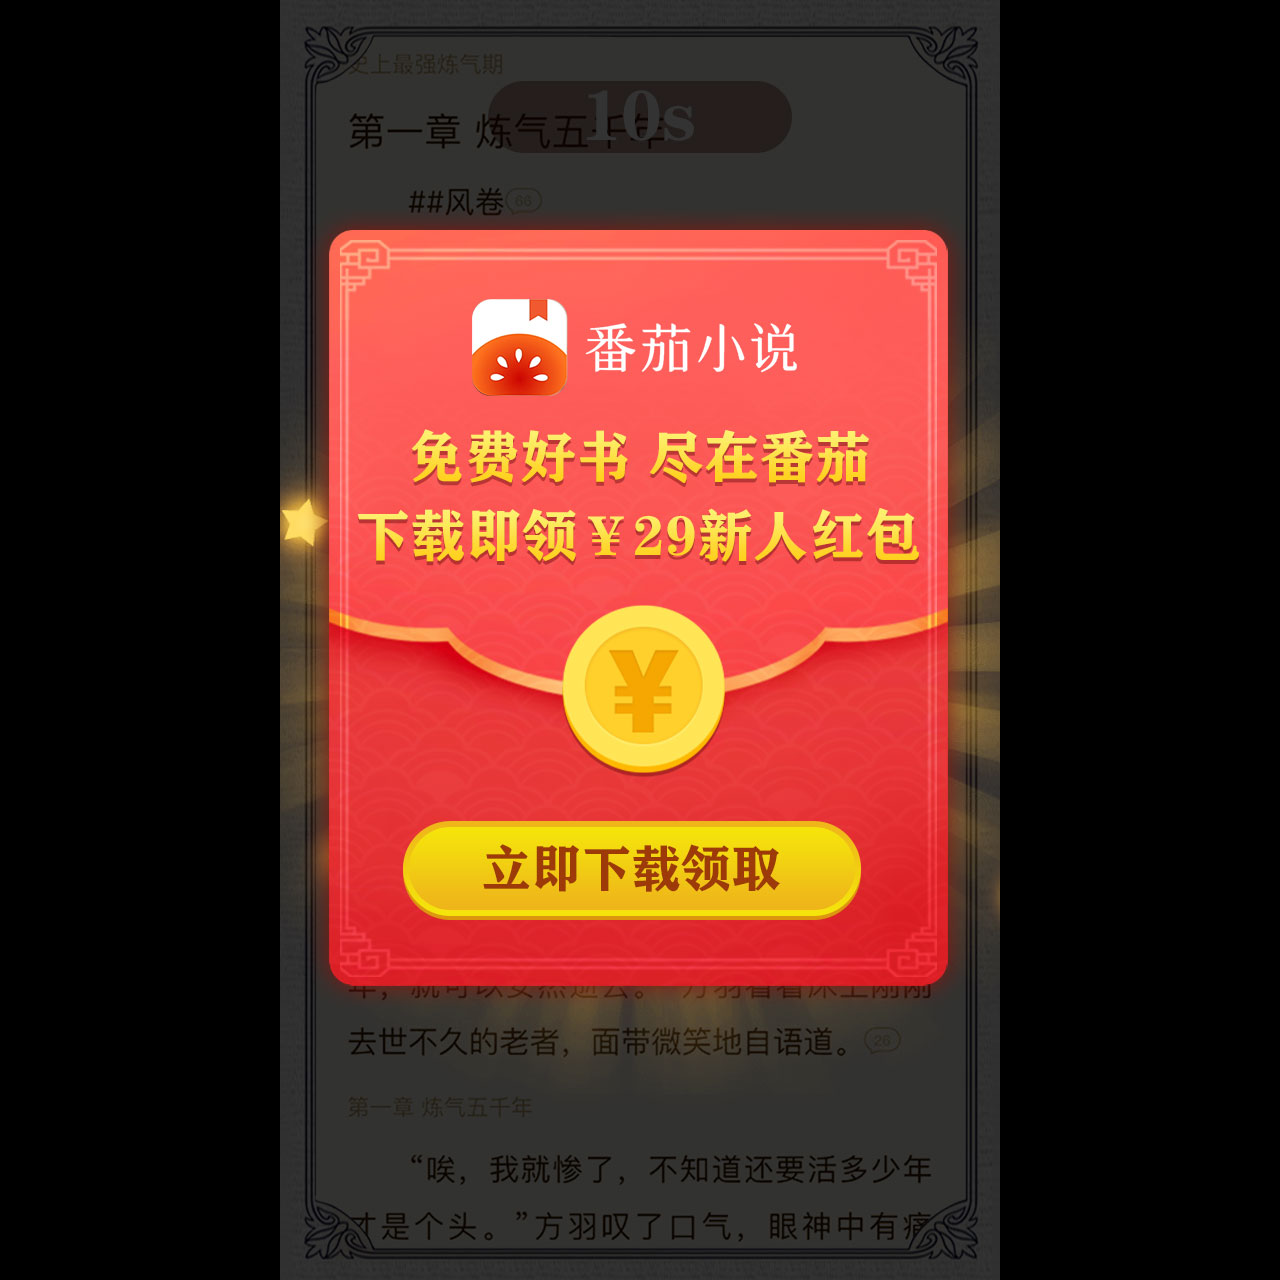 史上最强炼气期
10s
第一章 炼气五千年
##风卷
66
番茄小说
免费好书 尽在番茄
下载即领￥29新人红包
¥
立即下载领取
年，就可以安然逝去。”方羽看着床上刚刚
去世不久的老者，面带微笑地自语道。
26
第一章 炼气五千年
“唉，我就惨了，不知道还要活多少年
才是个头。”方羽叹了口气，眼神中有痛